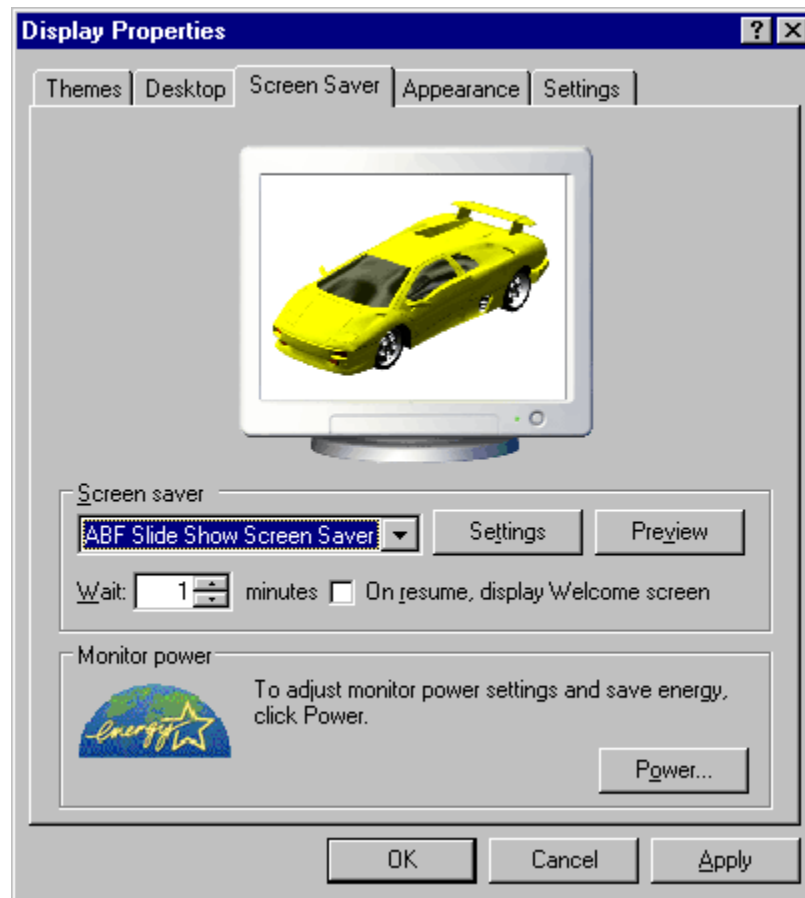 Display Properties
? X
Themes Desktop Screen Saver Appearance Settings
Screen saver
ABF Slide Show Screen Saver Settings Preview
Wait: 1 minutes On resume, display Welcome screen
Monitor power
energy
To adjust monitor power settings and save energy,
click Power.
Power...
OK Cancel Apply